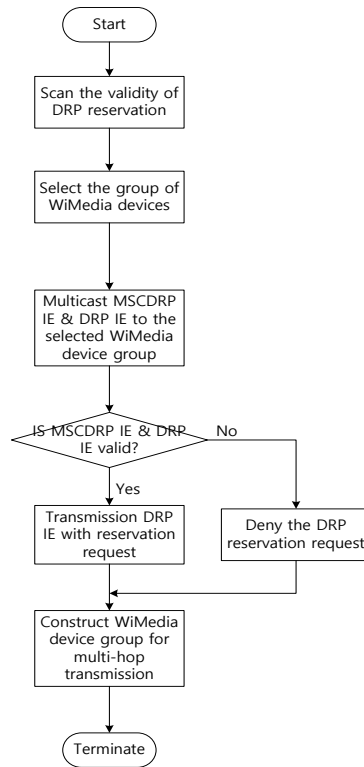 Start
Scan the validity of
DRP reservation
Select the group of
WiMedia devices
Multicast MSCDRP
IE & DRP IE to the
selected WiMedia
device group
IS MSCDRP IE & DRP
IE valid?
No
Yes
Transmission DRP
IE with reservation
request
Deny the DRP
reservation request
Construct WiMedia
device group for
multi-hop
transmission
Terminate